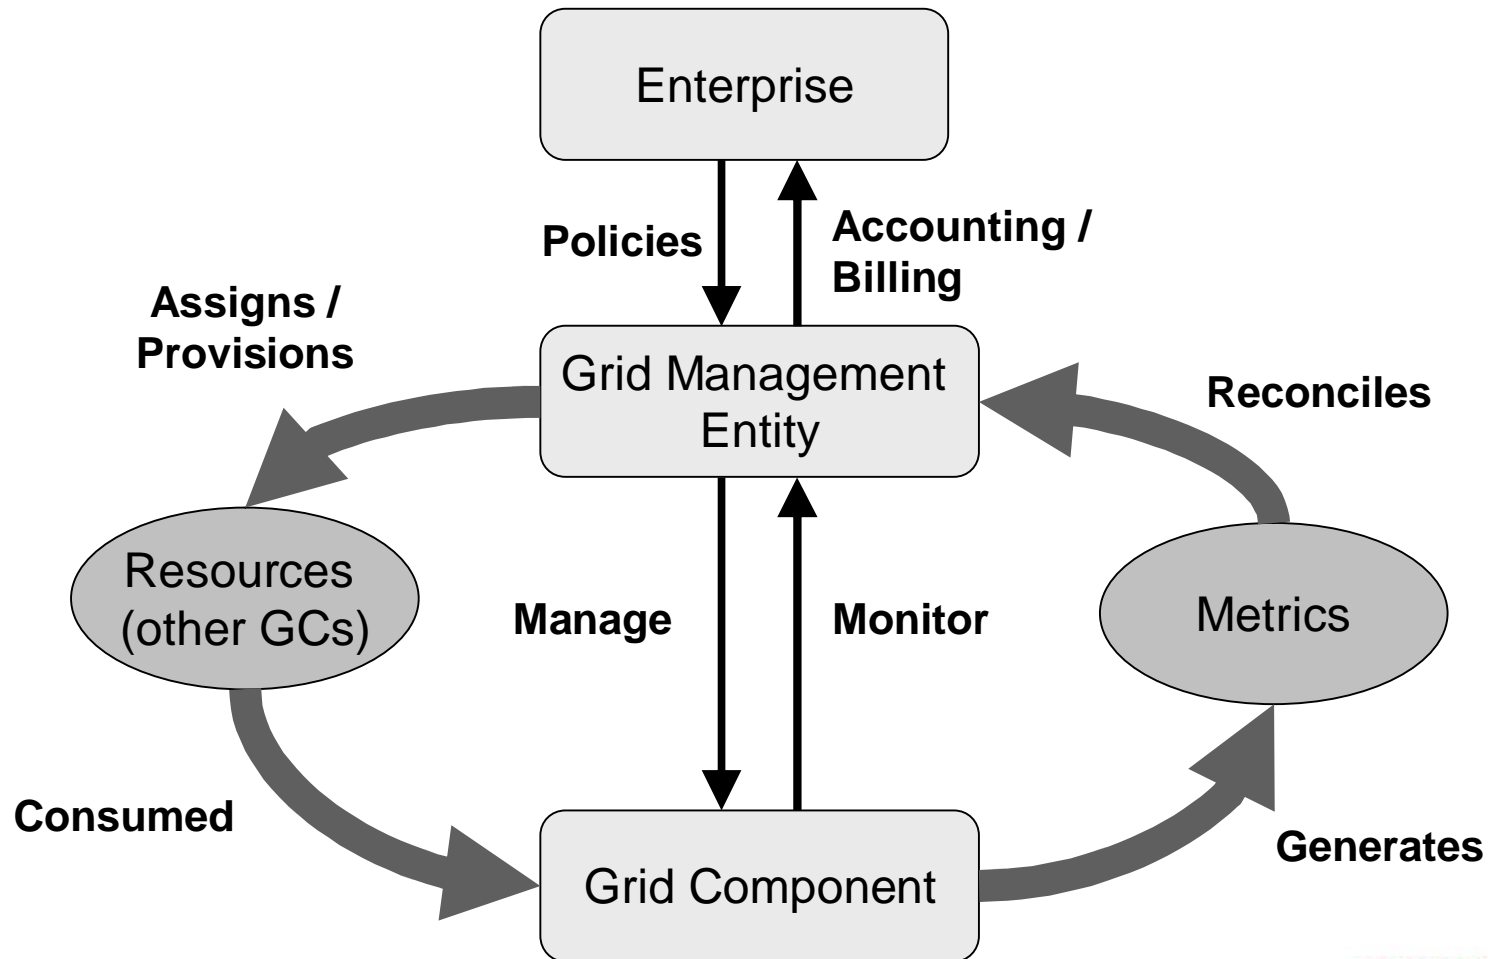 Enterprise
Policies
Accounting /
Billing
Assigns /
Provisions
Grid Management
Entity
Reconciles
Resources
(other GCs)
Manage
Monitor
Metrics
Consumed
Grid Component
Generates